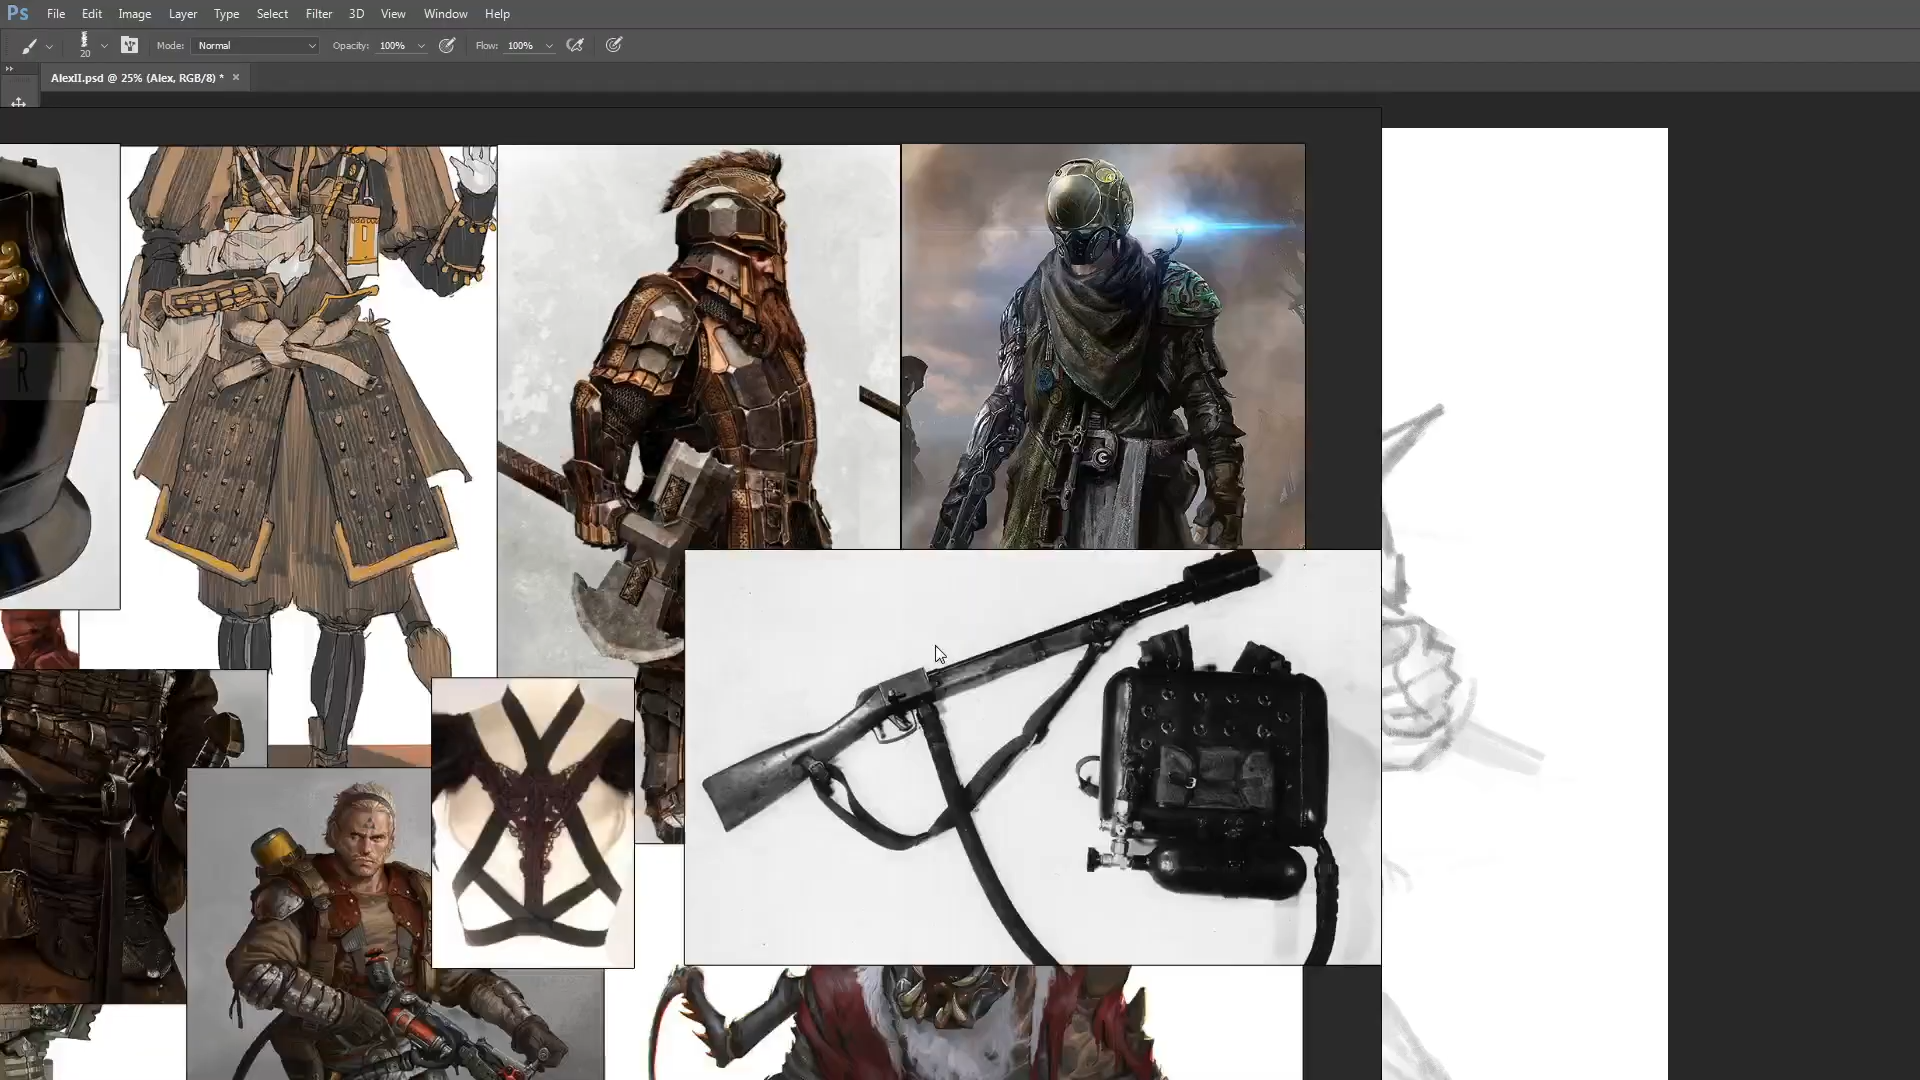 Ps File Edit Image Layer Type Select Filter 3D View Window Help
20 Mode: Normal Opacity: 100% Flow: 100%
AlexII.psd @ 25% (Alex, RGB/8) * ×
R T